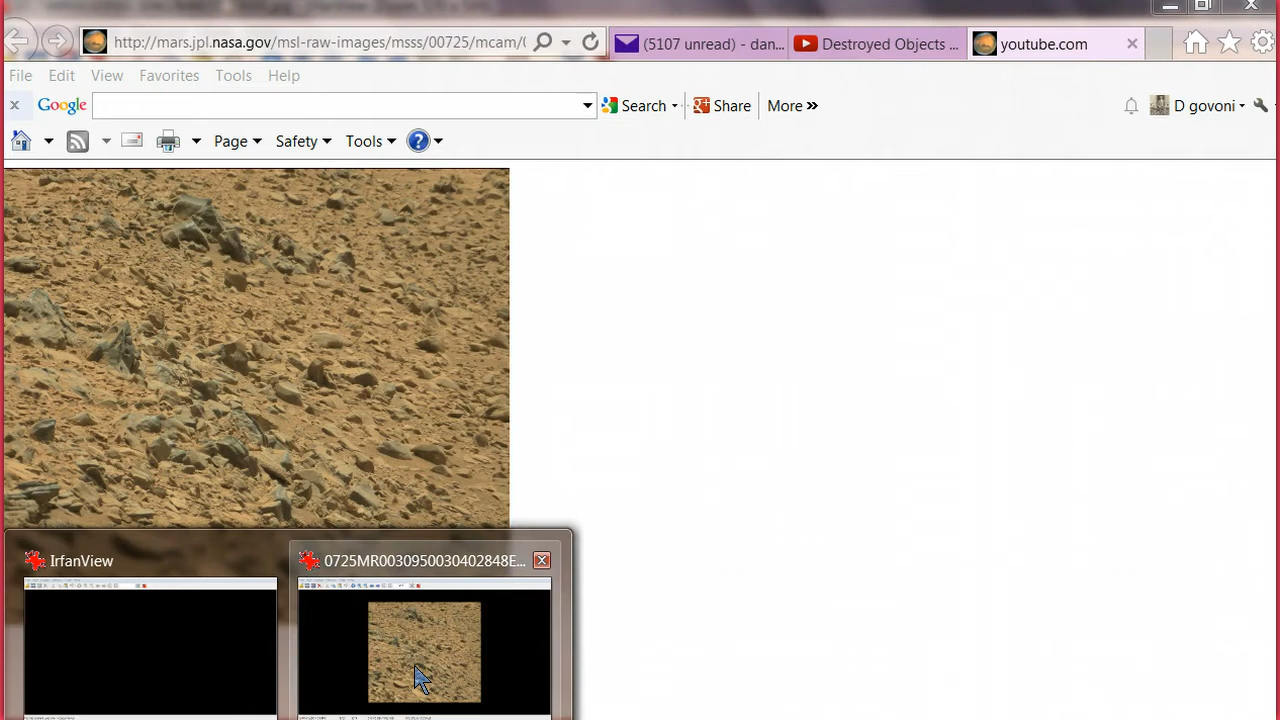 http://mars.jpl.nasa.gov/msl-raw-images/msss/00725/mcam/
(5107 unread) - dan,...
Destroyed Objects ...
youtube.com
File Edit View Favorites Tools Help
Google Search Share More »
D govoni
Page Safety Tools
IrfanView
0725MR0030950030402848E...